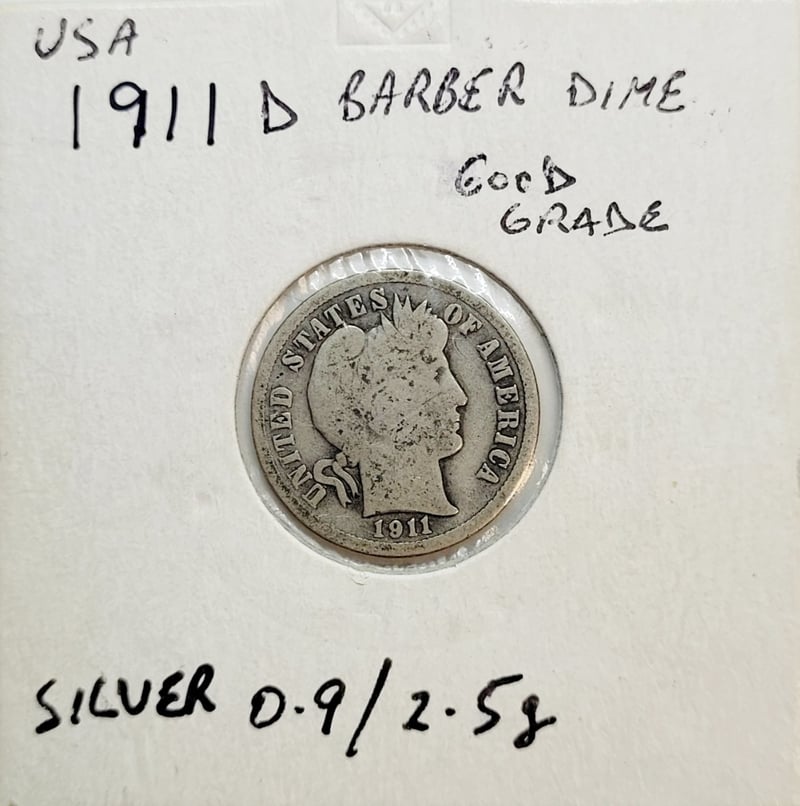 USA
1911 D BARBER DIME
GOOD
GRADE
UNITED STATES OF AMERICA
1911
SILVER 0.9/2.5g